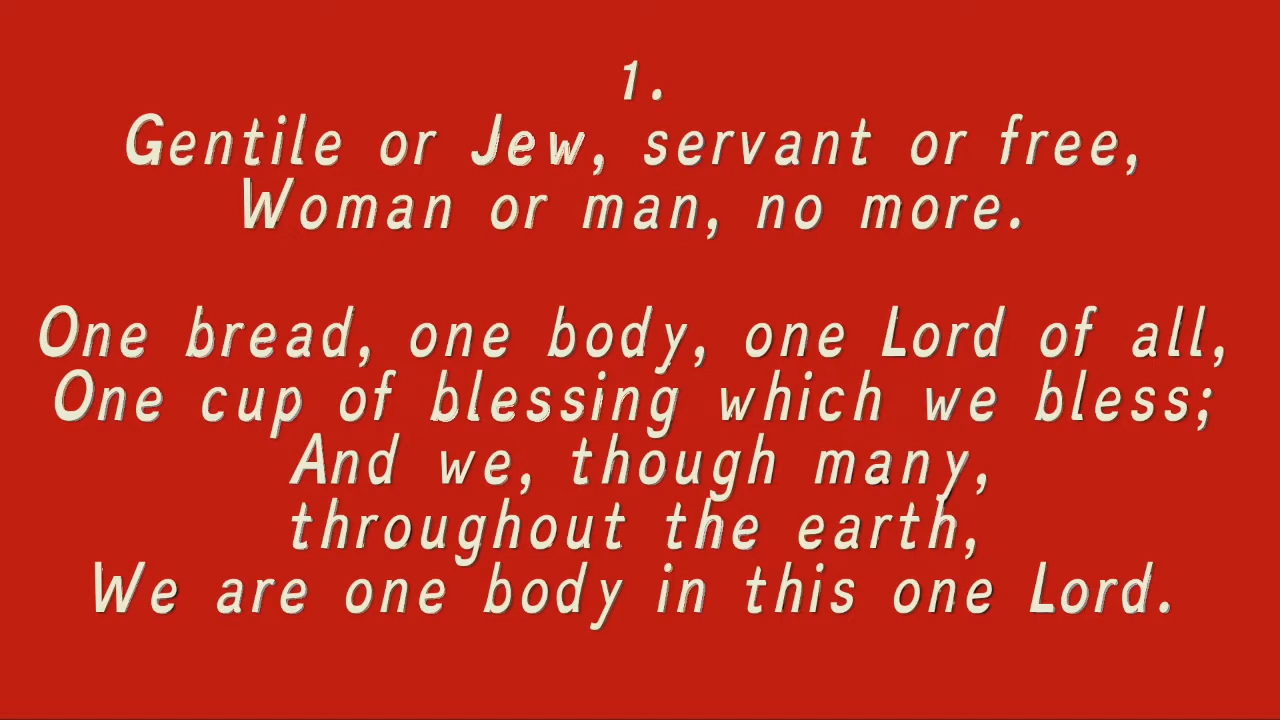 1.
Gentile or Jew, servant or free,
Woman or man, no more.
One bread, one body, one Lord of all,
One cup of blessing which we bless;
And we, though many,
throughout the earth,
We are one body in this one Lord.